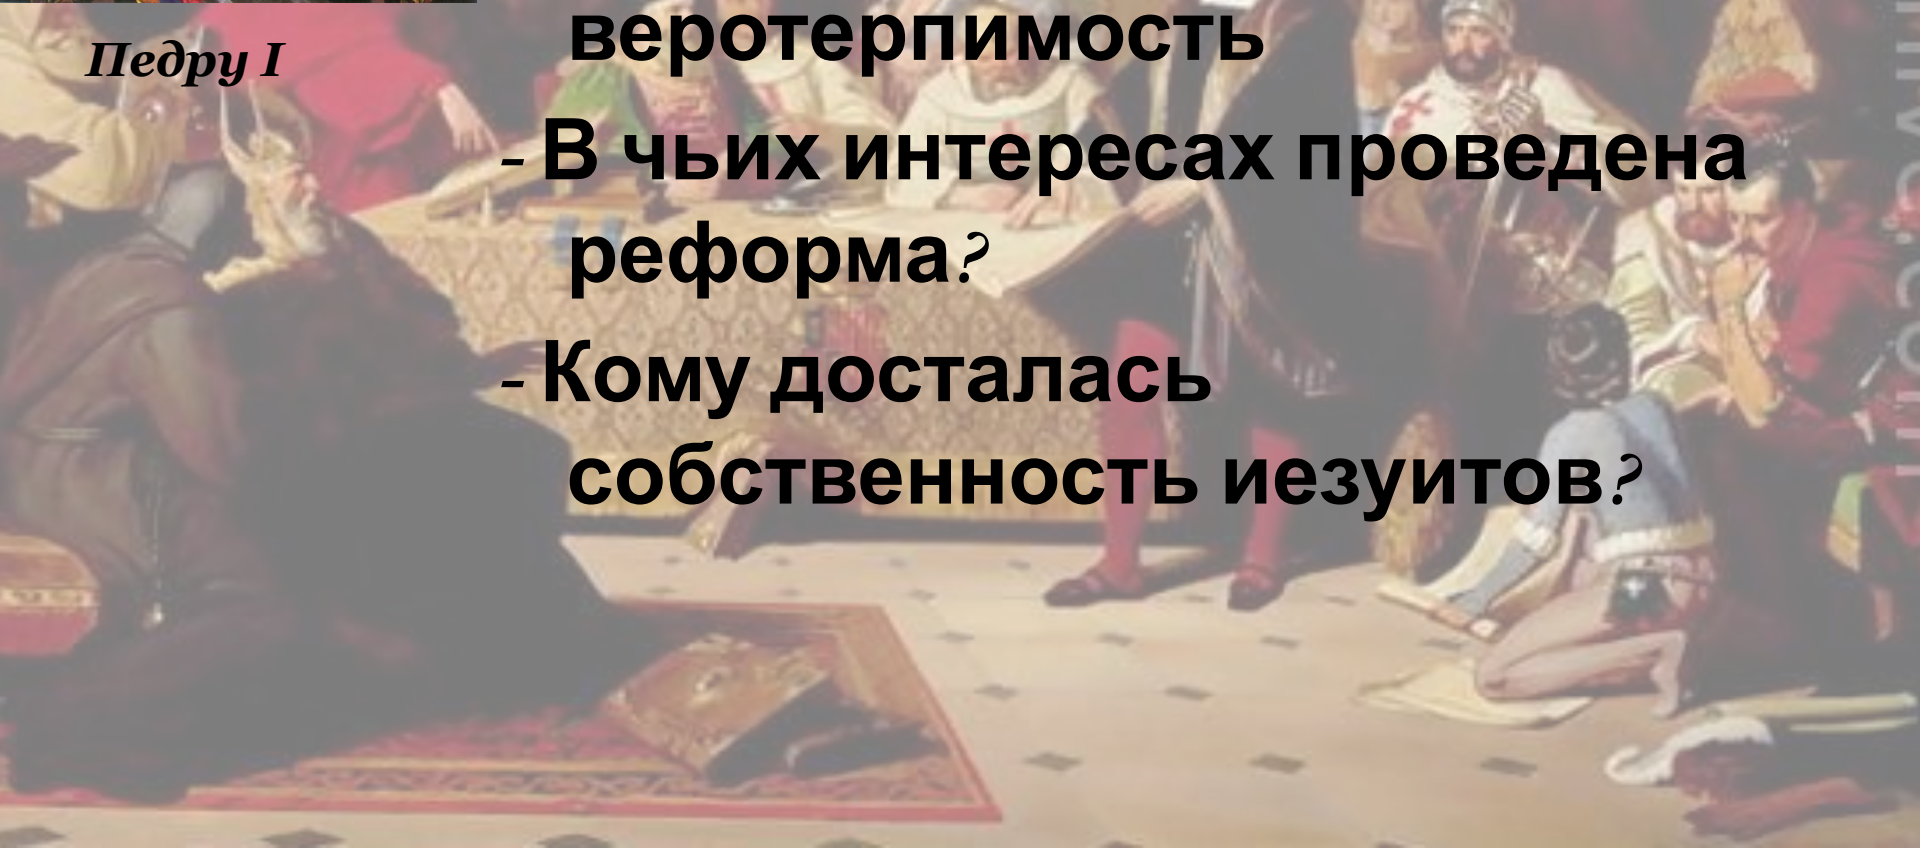 веротерпимость
Педру I
- В чьих интересах проведена
реформа?
- Кому досталась
собственность иезуитов?